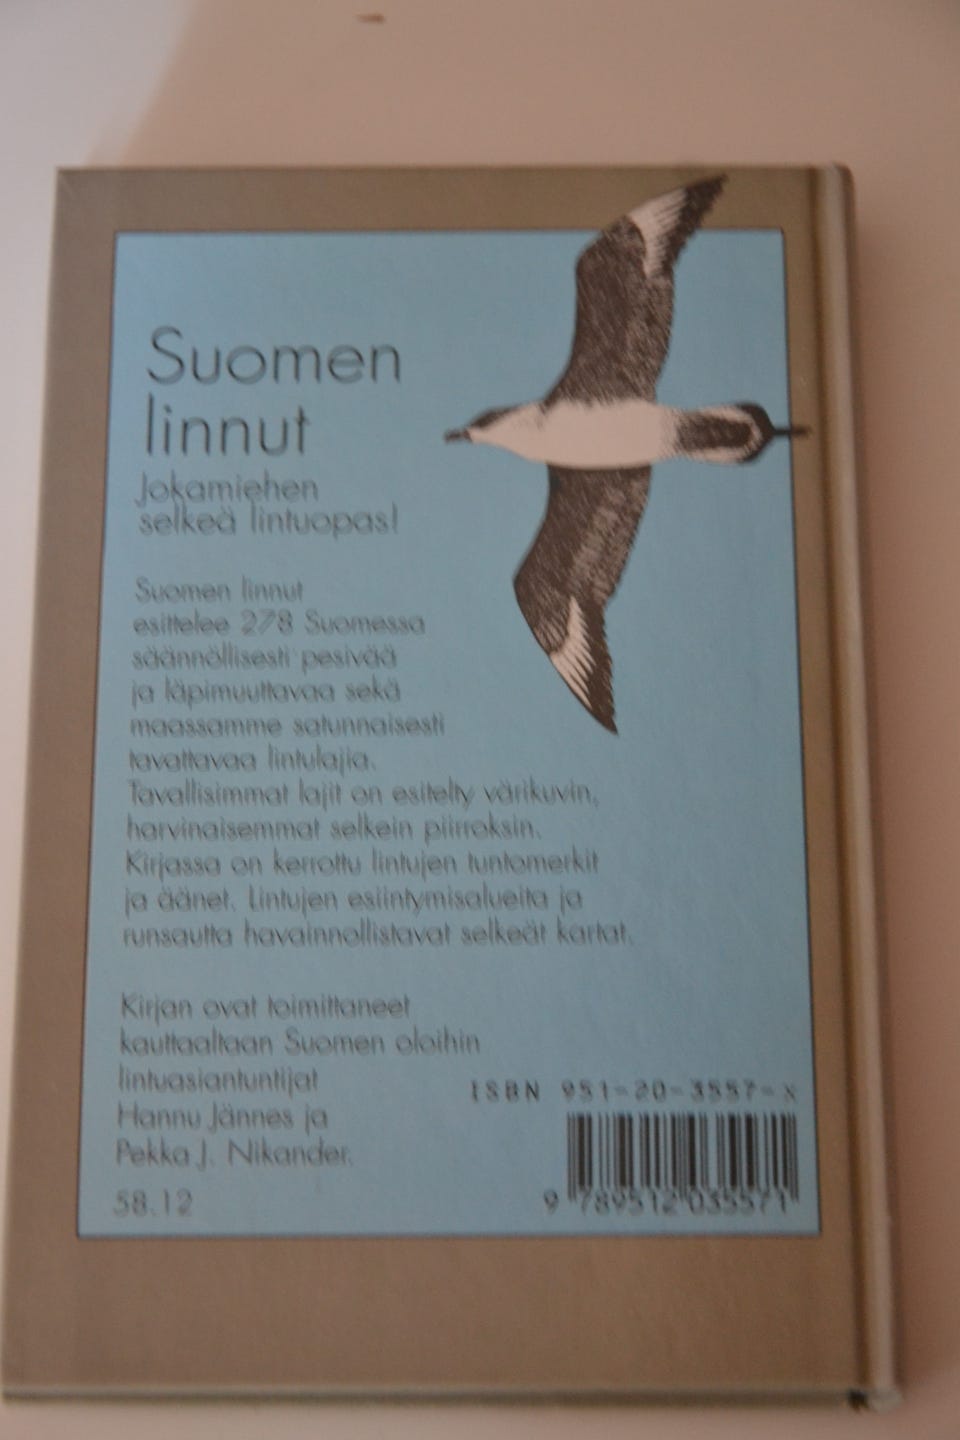 Suomen
linnut
Jokamiehen
selkeä lintuopas!
Suomen linnut
esittelee 278 Suomessa
säännöllisesti pesivää
ja läpimuuttavaa sekä
maassamme satunnaisesti
tavattavaa lintulajia.
Tavallisimmat lajit on esitelty värikuvin,
harvinaisemmat selkein piirroksin.
Kirjassa on kerrottu lintujen tuntomerkit
ja äänet. Lintujen esiintymisalueita ja
runsautta havainnollistavat selkeät kartat.
Kirjan ovat toimittaneet
kauttaaltaan Suomen oloihin
lintuasiantuntijat
Hannu Jännes ja
Pekka J. Nikander.
58.12
ISBN 951-20-3557-X
9 789512 035571